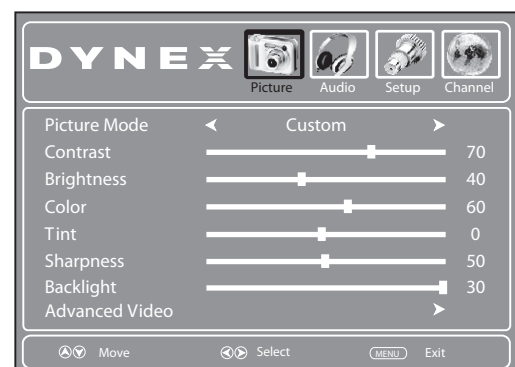 DYNEX
Picture Audio Setup Channel
Picture Mode Custom
Contrast 70
Brightness 40
Color 60
Tint 0
Sharpness 50
Backlight 30
Advanced Video
Move Select MENU Exit